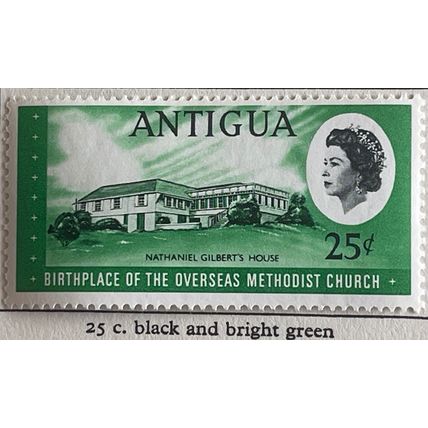 ANTIGUA
NATHANIEL GILBERT'S HOUSE
25¢
BIRTHPLACE OF THE OVERSEAS METHODIST CHURCH
25 c. black and bright green